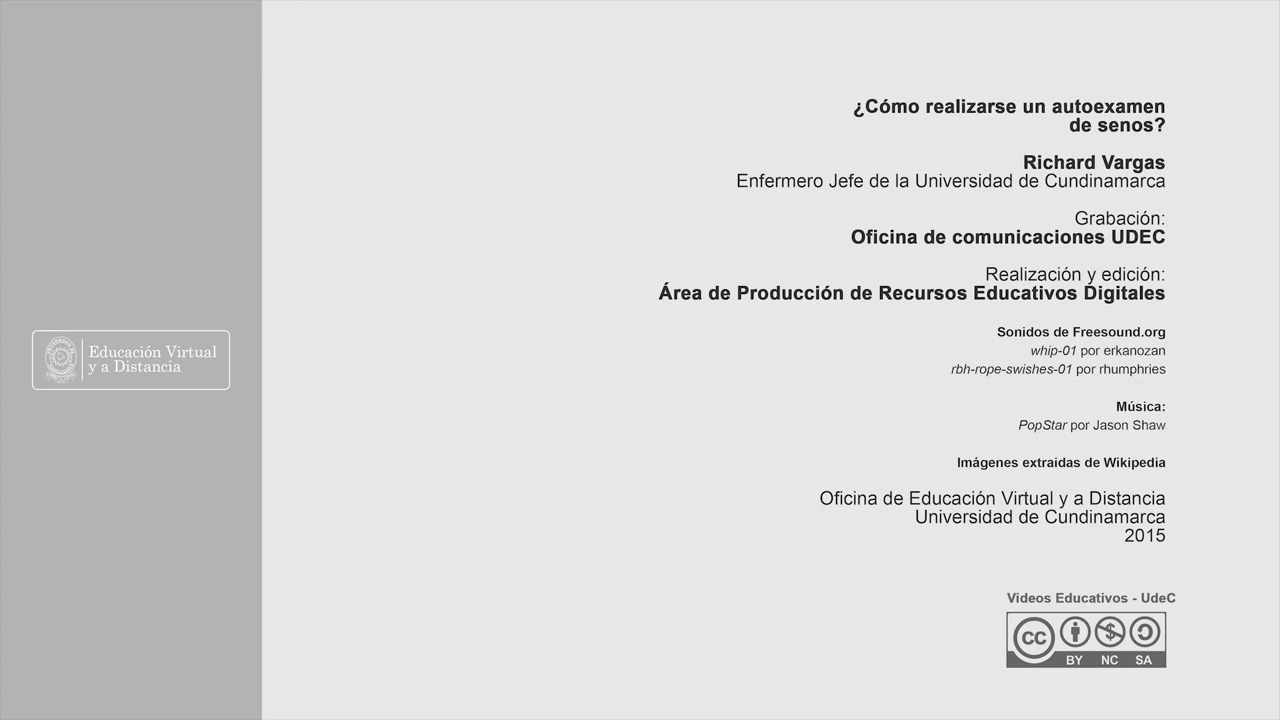 ¿Cómo realizarse un autoexamen
de senos?
Richard Vargas
Enfermero Jefe de la Universidad de Cundinamarca
Grabación:
Oficina de comunicaciones UDEC
Realización y edición:
Área de Producción de Recursos Educativos Digitales
Sonidos de Freesound.org
whip-01 por erkanozan
rbh-rope-swishes-01 por rhumphries
Música:
PopStar por Jason Shaw
Imágenes extraidas de Wikipedia
Oficina de Educación Virtual y a Distancia
Universidad de Cundinamarca
2015
Educación Virtual
y a Distancia
Videos Educativos - UdeC
cc
BY NC SA